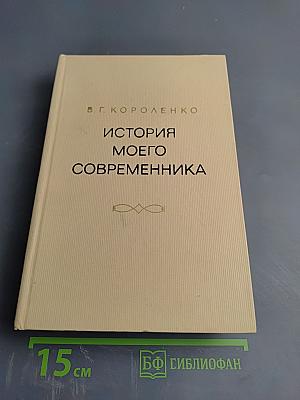 В. Г. КОРОЛЕНКО
ИСТОРИЯ
МОЕГО
СОВРЕМЕННИКА
15 см
БФ БИБЛИОФАН